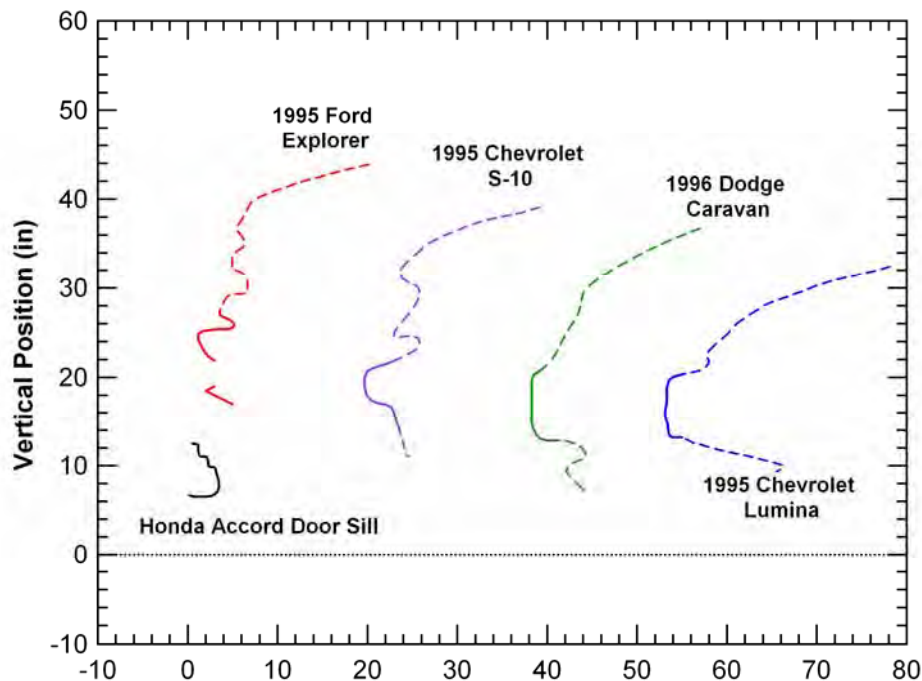 60
50
40
30
20
10
0
-10
Vertical Position (in)
1995 Ford
Explorer
1995 Chevrolet
S-10
1996 Dodge
Caravan
1995 Chevrolet
Lumina
Honda Accord Door Sill
-10 0 10 20 30 40 50 60 70 80